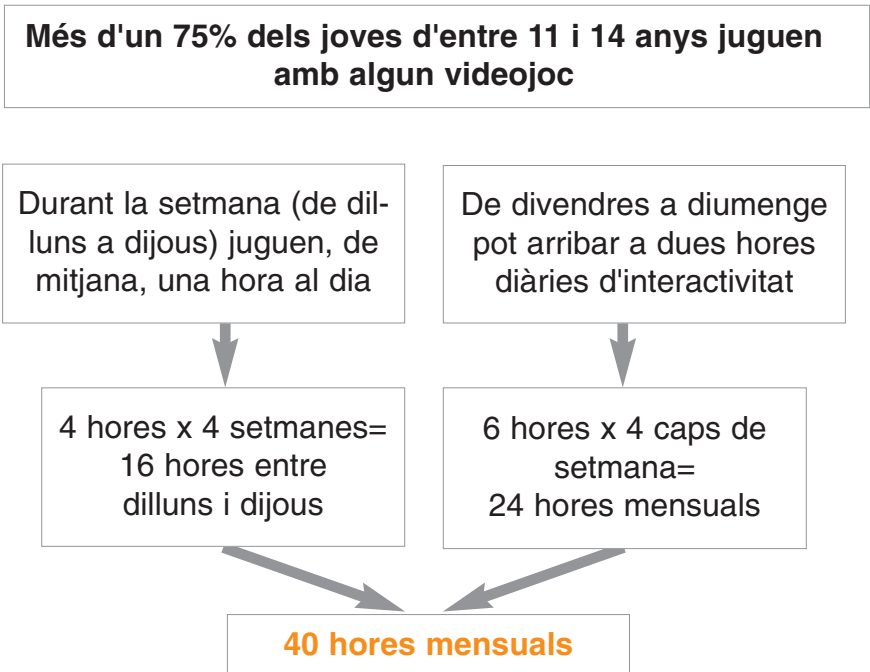 Més d'un 75% dels joves d'entre 11 i 14 anys juguen
amb algun videojoc
Durant la setmana (de dil-
lluns a dijous) juguen, de
mitjana, una hora al dia
De divendres a diumenge
pot arribar a dues hores
diàries d'interactivitat
4 hores x 4 setmanes=
16 hores entre
dilluns i dijous
6 hores x 4 caps de
setmana=
24 hores mensuals
40 hores mensuals